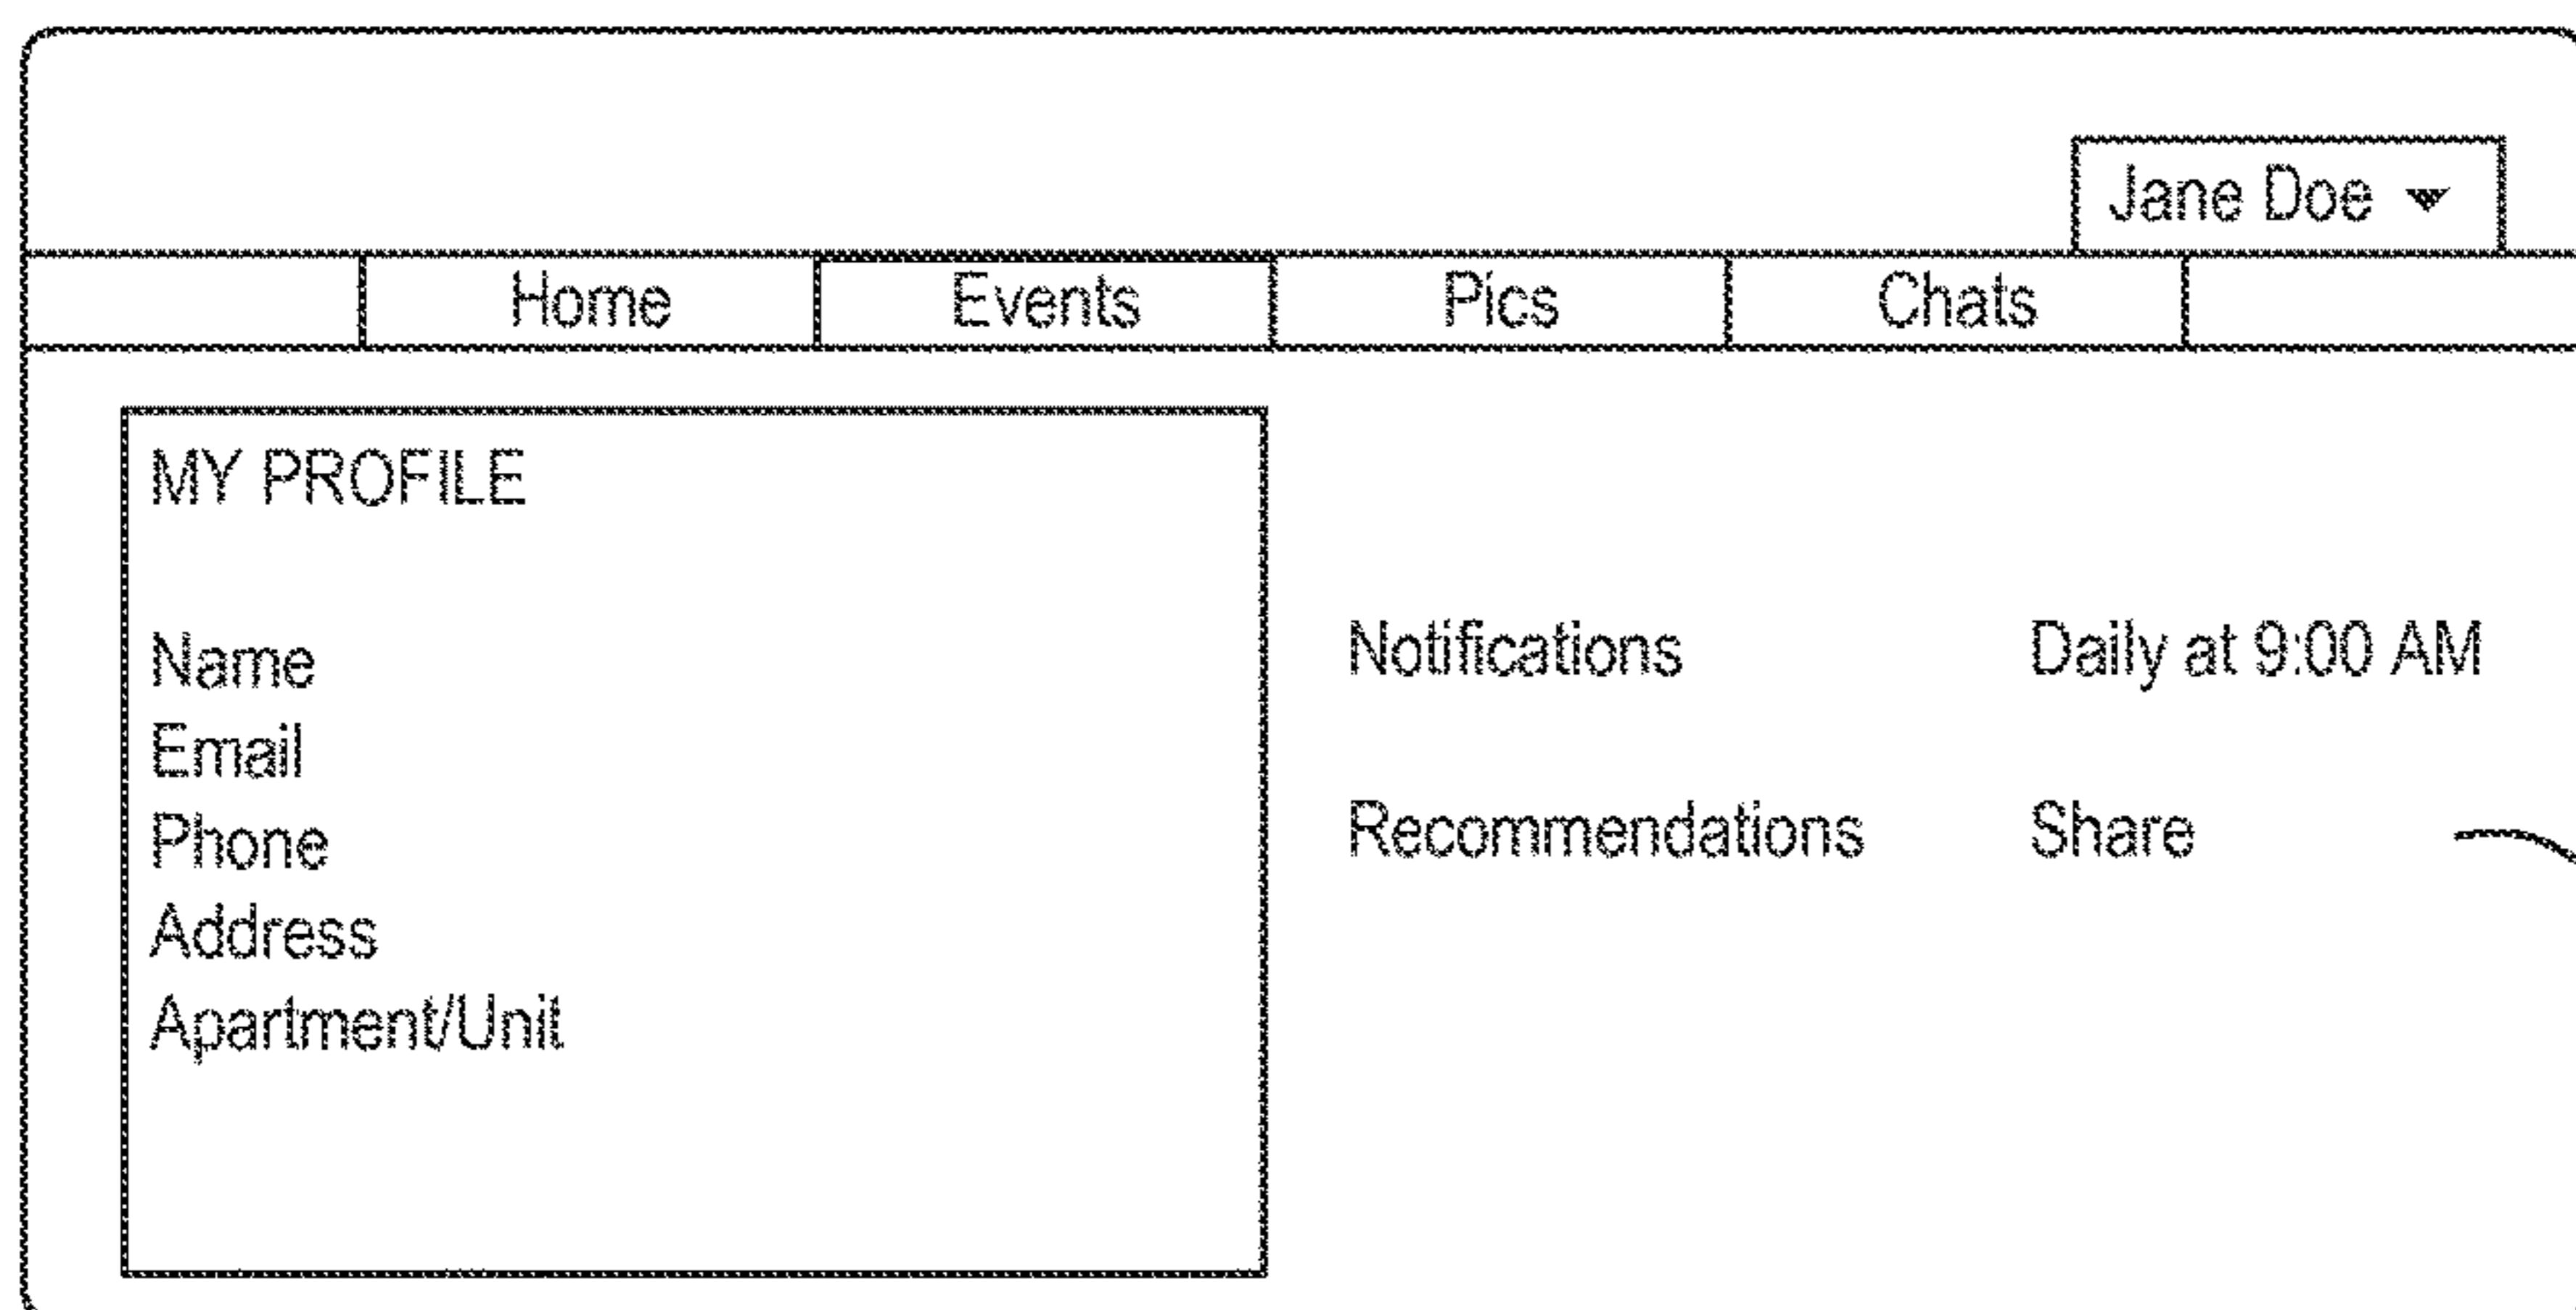 Jane Doe
Home Events Pics Chats
MY PROFILE
Name
Email
Phone
Address
Apartment/Unit
Notifications Daily at 9:00 AM
Recommendations Share